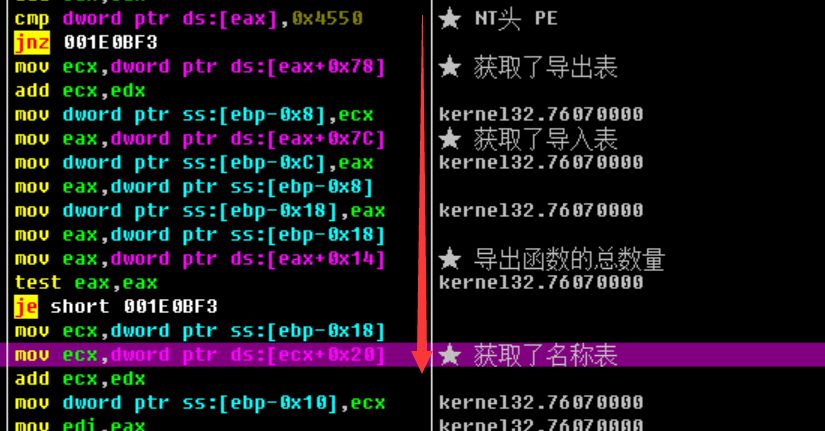 cmp dword ptr ds:[eax],0x4550 ★ NT头 PE
jnz 001E0BF3
mov ecx,dword ptr ds:[eax+0x78] ★ 获取了导出表
add ecx,edx
mov dword ptr ss:[ebp-0x8],ecx kernel32.76070000
mov eax,dword ptr ds:[eax+0x7C] ★ 获取了导入表
mov dword ptr ss:[ebp-0xC],eax kernel32.76070000
mov eax,dword ptr ss:[ebp-0x8]
mov dword ptr ss:[ebp-0x18],eax kernel32.76070000
mov eax,dword ptr ss:[ebp-0x18]
mov eax,dword ptr ds:[eax+0x14] ★ 导出函数的总数量
test eax,eax kernel32.76070000
je short 001E0BF3
mov ecx,dword ptr ss:[ebp-0x18]
mov ecx,dword ptr ds:[ecx+0x20] ★ 获取了名称表
add ecx,edx
mov dword ptr ss:[ebp-0x10],ecx kernel32.76070000
mov edi,eax kernel32.76070000